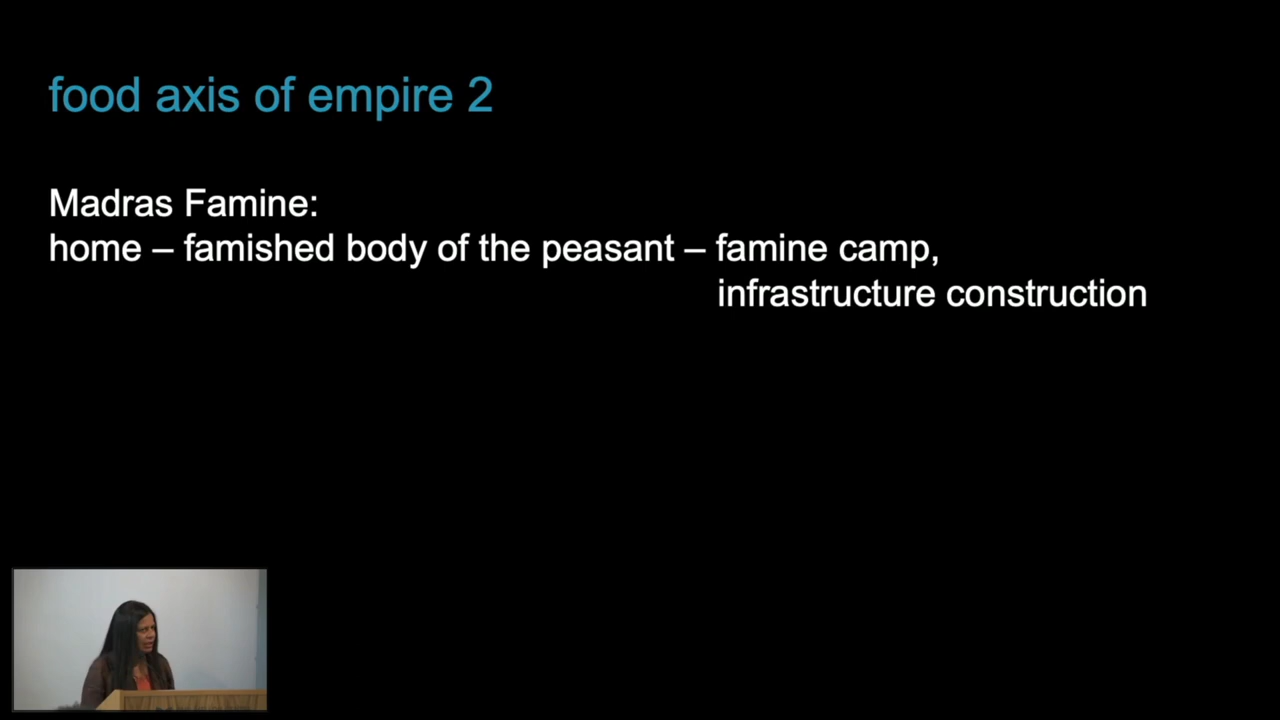 food axis of empire 2
Madras Famine:
home – famished body of the peasant – famine camp,
infrastructure construction